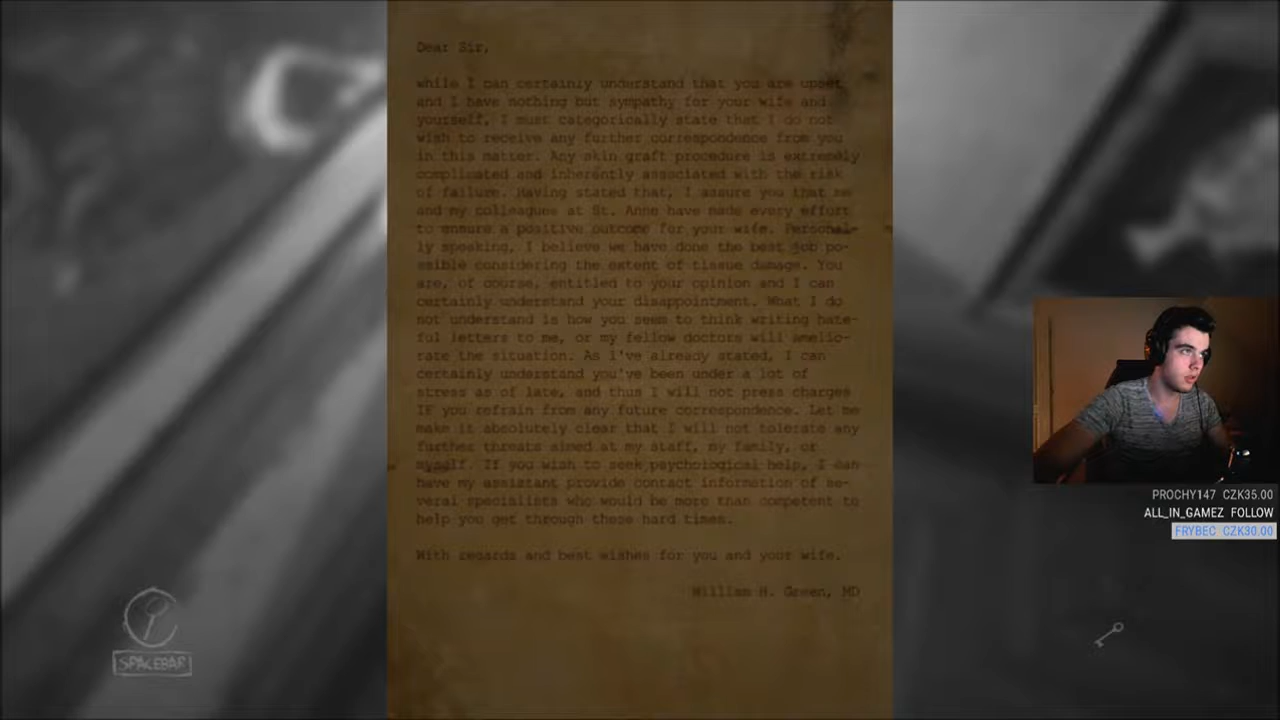 Dear Sir,
while I can certainly understand that you are upset
and I have nothing but sympathy for your wife and
yourself, I must categorically state that I do not
wish to receive any further correspondence from you
in this matter. Any skin graft procedure is extremely
complicated and inherently associated with the risk
of failure. Having stated that, I assure you that me
and my colleagues at St. Anne have made every effort
to ensure a positive outcome for your wife. Personal-
ly speaking, I believe we have done the best job po-
ssible considering the extent of tissue damage. You
are, of course, entitled to your opinion and I can
certainly understand your disappointment. What I do
not understand is how you seem to think writing hate-
ful letters to me, or my fellow doctors will amelio-
rate the situation. As I've already stated, I can
certainly understand you've been under a lot of
stress as of late, and thus I will not press charges
IF you refrain from any future correspondence. Let me
make it absolutely clear that I will not tolerate any
further threats aimed at my staff, my family, or
myself. If you wish to seek psychological help, I can
have my assistant provide contact information of se-
veral specialists who would be more than competent to
help you get through these hard times.
With regards and best wishes for you and your wife.
William H. Green, MD
SPACEBAR
PROCHY147 CZK35.00
ALL_IN_GAMEZ FOLLOW
FRYBEC CZK30.00